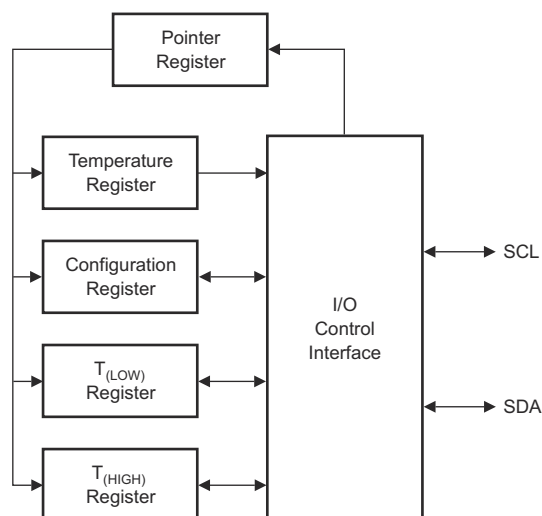 Pointer
Register
Temperature
Register
Configuration
Register
T(LOW)
Register
T(HIGH)
Register
I/O
Control
Interface
SCL
SDA